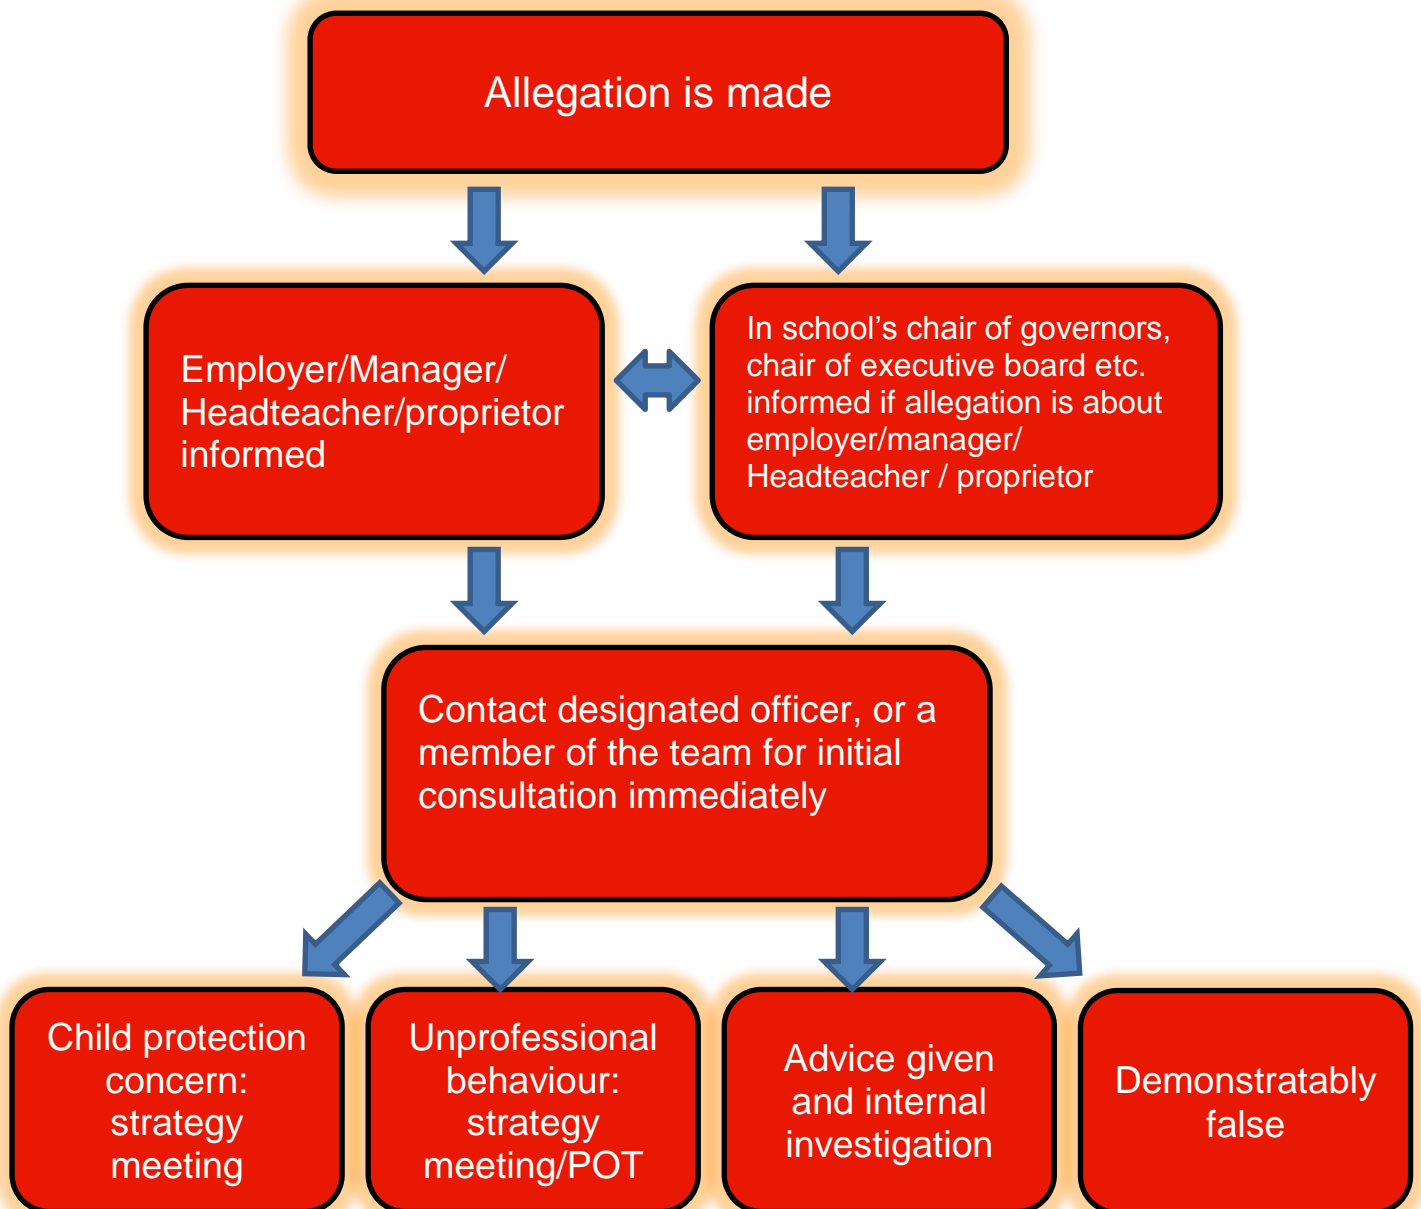 Allegation is made
Employer/Manager/
Headteacher/proprietor
informed
In school’s chair of governors,
chair of executive board etc.
informed if allegation is about
employer/manager/
Headteacher / proprietor
Contact designated officer, or a
member of the team for initial
consultation immediately
Child protection
concern:
strategy
meeting
Unprofessional
behaviour:
strategy
meeting/POT
Advice given
and internal
investigation
Demonstratably
false